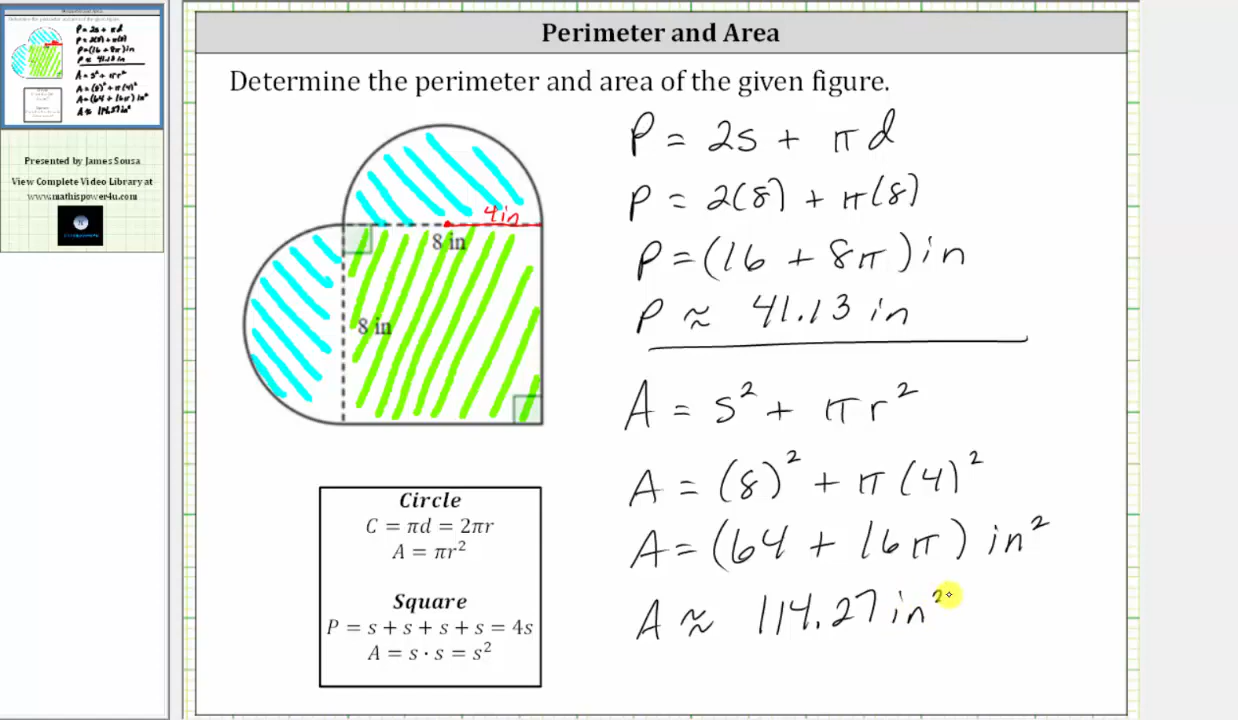 Perimeter and Area
Determine the perimeter and area of the given figure.
4in
8 in
8 in
Circle
C = πd = 2πr
A = πr²
Square
P = s + s + s + s = 4s
A = s · s = s²
P = 2s + πd
P = 2(8) + π(8)
P = (16 + 8π) in
P ≈ 41.13 in
A = s² + πr²
A = (8)² + π(4)²
A = (64 + 16π) in²
A ≈ 114.27 in²
Presented by James Sousa
View Complete Video Library at
www.mathispower4u.com